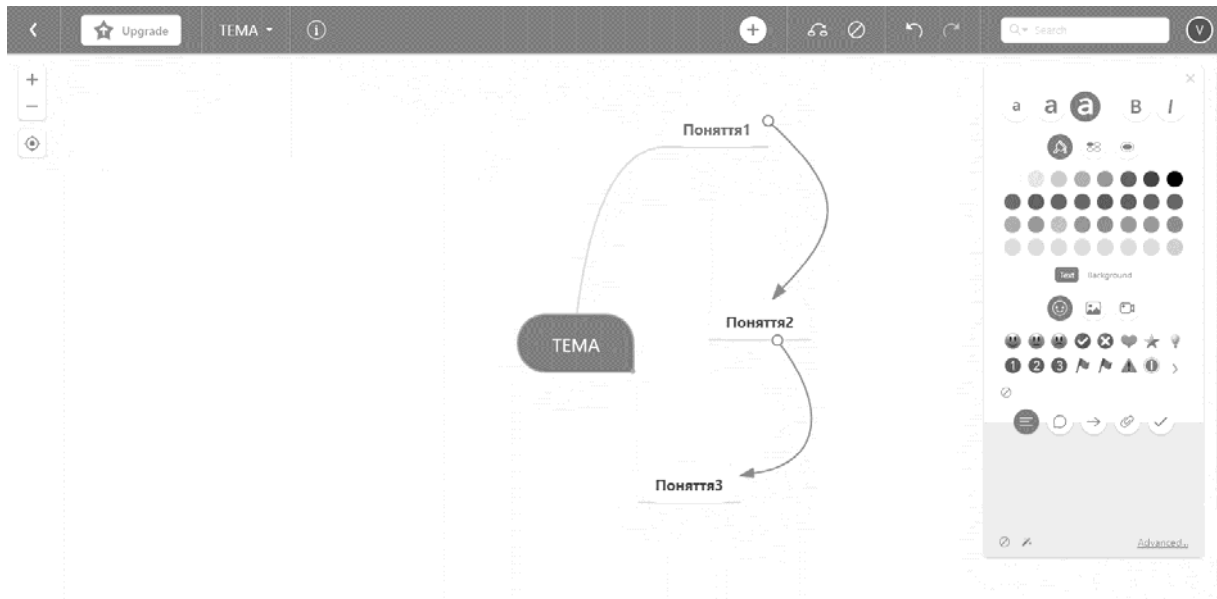 Upgrade
ТЕМА
Search
V
a a a B I
Поняття1
Text Background
Поняття2
ТЕМА
1 2 3
Поняття3
Advanced...